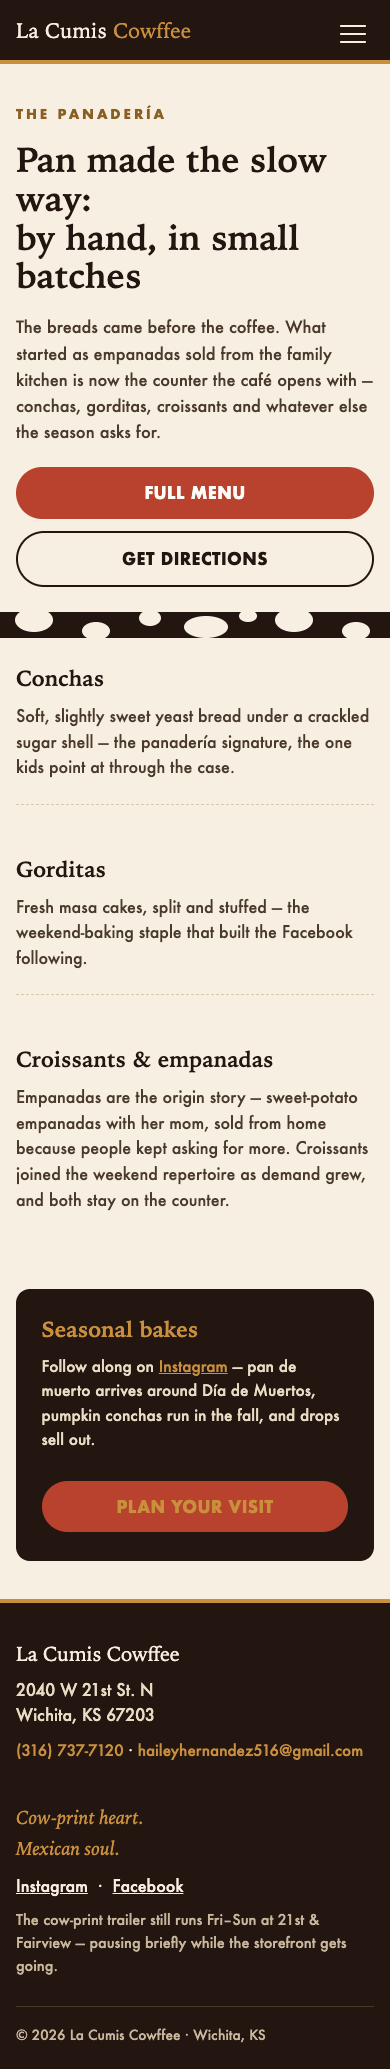 La Cumis Cowffee
THE PANADERÍA
Pan made the slow
way:
by hand, in small
batches
The breads came before the coffee. What
started as empanadas sold from the family
kitchen is now the counter the café opens with —
conchas, gorditas, croissants and whatever else
the season asks for.
FULL MENU
GET DIRECTIONS
Conchas
Soft, slightly sweet yeast bread under a crackled
sugar shell — the panadería signature, the one
kids point at through the case.
Gorditas
Fresh masa cakes, split and stuffed — the
weekend-baking staple that built the Facebook
following.
Croissants & empanadas
Empanadas are the origin story — sweet-potato
empanadas with her mom, sold from home
because people kept asking for more. Croissants
joined the weekend repertoire as demand grew,
and both stay on the counter.
Seasonal bakes
Follow along on Instagram — pan de
muerto arrives around Día de Muertos,
pumpkin conchas run in the fall, and drops
sell out.
PLAN YOUR VISIT
La Cumis Cowffee
2040 W 21st St. N
Wichita, KS 67203
(316) 737-7120 · haileyhernandez516@gmail.com
Cow-print heart.
Mexican soul.
Instagram · Facebook
The cow-print trailer still runs Fri–Sun at 21st &
Fairview — pausing briefly while the storefront gets
going.
© 2026 La Cumis Cowffee · Wichita, KS